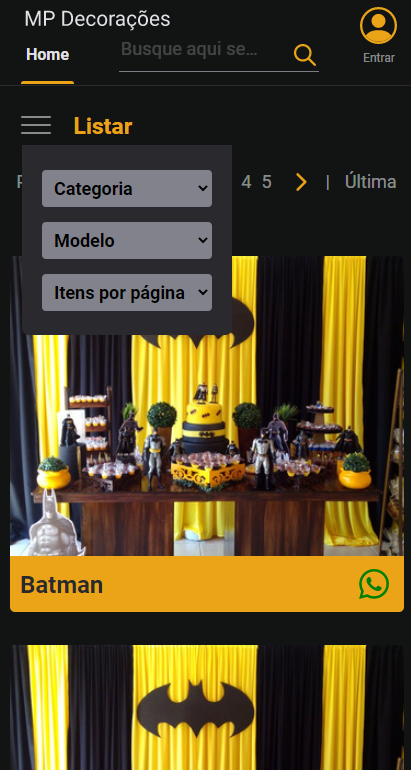 MP Decorações
Home
Busque aqui se...
Entrar
Listar
Categoria
4 5 | Última
Modelo
Itens por página
Batman